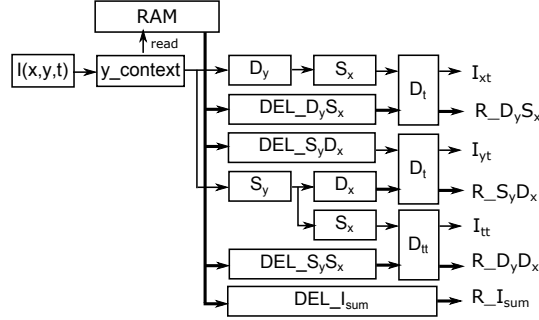 RAM
read
I(x,y,t)
y_context
D_y
S_x
D_t
I_xt
DEL_D_yS_x
R_D_yS_x
DEL_S_yD_x
D_t
I_yt
S_y
D_x
R_S_yD_x
S_x
D_tt
I_tt
DEL_S_yS_x
R_D_yD_x
DEL_I_sum
R_I_sum